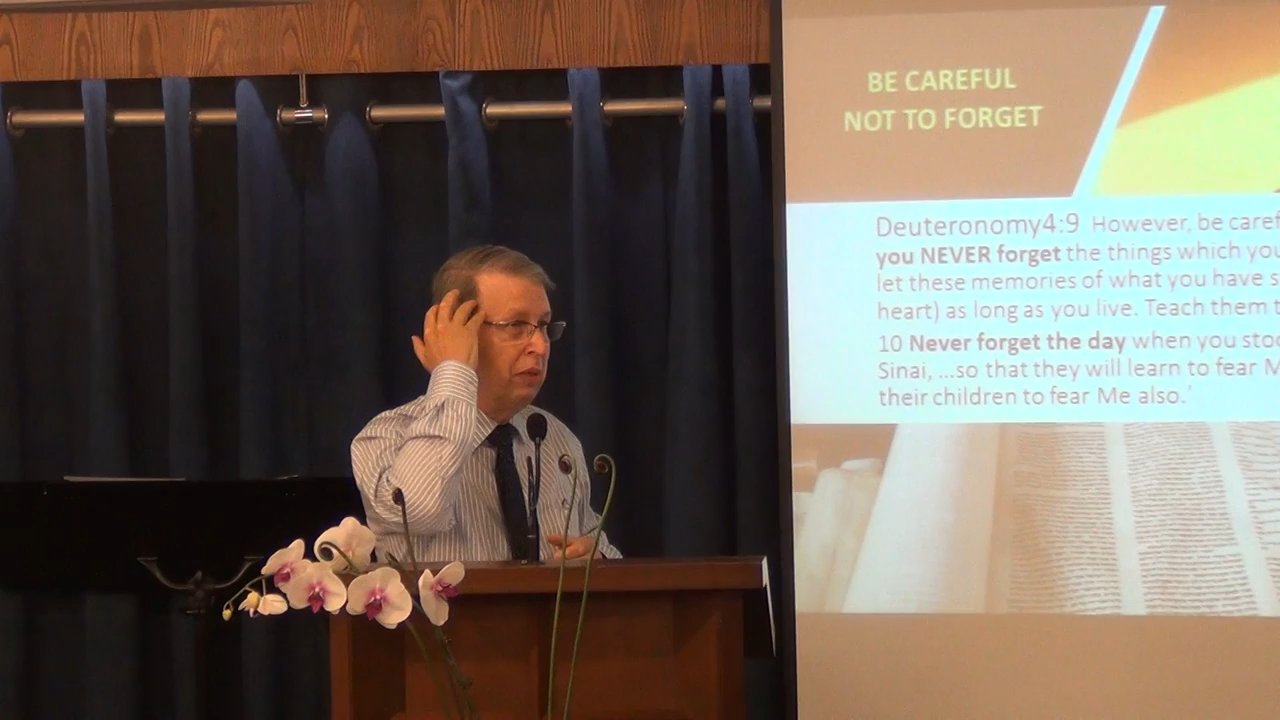 BE CAREFUL
NOT TO FORGET
Deuteronomy4:9 However, be caref
you NEVER forget the things which you
let these memories of what you have s
heart) as long as you live. Teach them t
10 Never forget the day when you stoo
Sinai, ...so that they will learn to fear M
their children to fear Me also.'